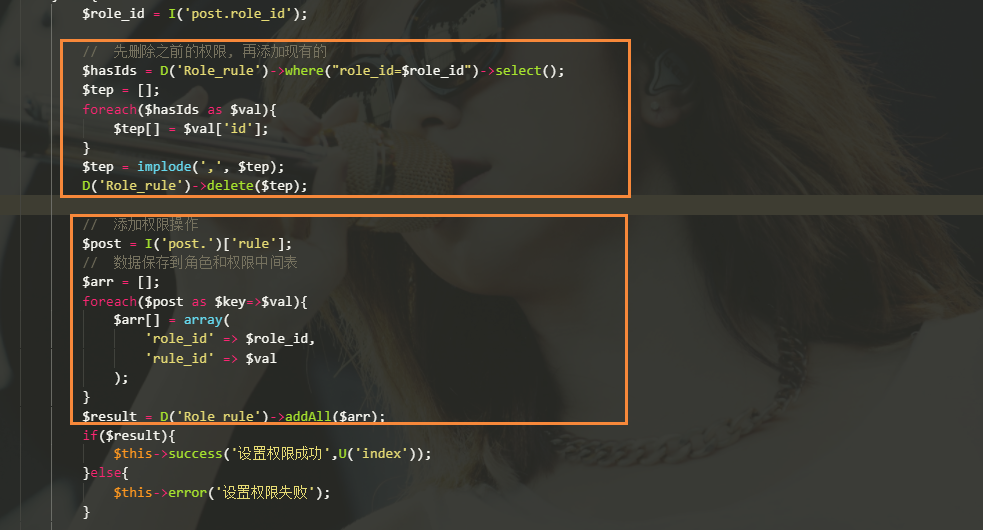 $role_id = I('post.role_id');
// 先删除之前的权限, 再添加现有的
$hasIds = D('Role_rule')->where("role_id=$role_id")->select();
$tep = [];
foreach($hasIds as $val){
$tep[] = $val['id'];
}
$tep = implode(',', $tep);
D('Role_rule')->delete($tep);
// 添加权限操作
$post = I('post.')['rule'];
// 数据保存到角色和权限中间表
$arr = [];
foreach($post as $key=>$val){
$arr[] = array(
'role_id' => $role_id,
'rule_id' => $val
);
}
$result = D('Role_rule')->addAll($arr);
if($result){
$this->success('设置权限成功',U('index'));
}else{
$this->error('设置权限失败');
}